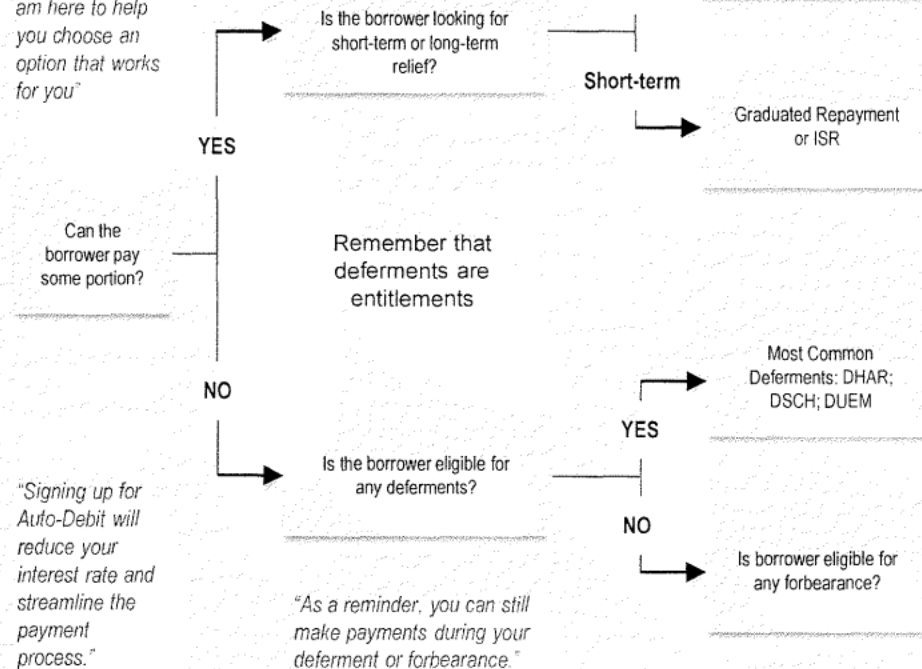 am here to help
you choose an
option that works
for you"
Is the borrower looking for
short-term or long-term
relief?
Short-term
Graduated Repayment
or ISR
YES
Can the
borrower pay
some portion?
Remember that
deferments are
entitlements
NO
Most Common
Deferments: DHAR;
DSCH; DUEM
YES
Is the borrower eligible for
any deferments?
NO
Is borrower eligible for
any forbearance?
"Signing up for
Auto-Debit will
reduce your
interest rate and
streamline the
payment
process."
"As a reminder, you can still
make payments during your
deferment or forbearance."